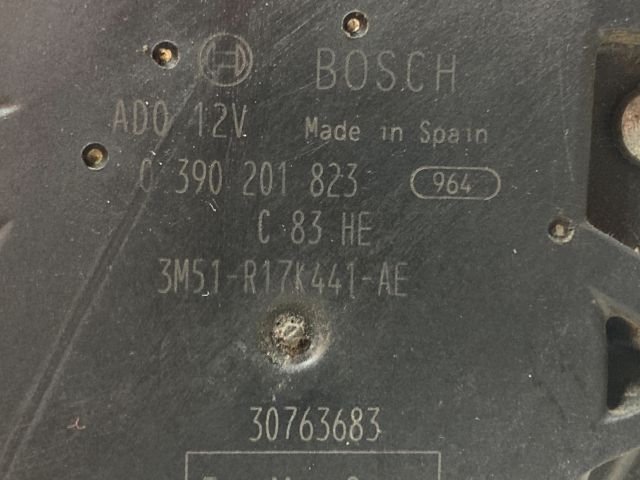 BOSCH
ADO 12V Made in Spain
0 390 201 823 964
C 83 HE
3M51-R17K441-AE
30763683